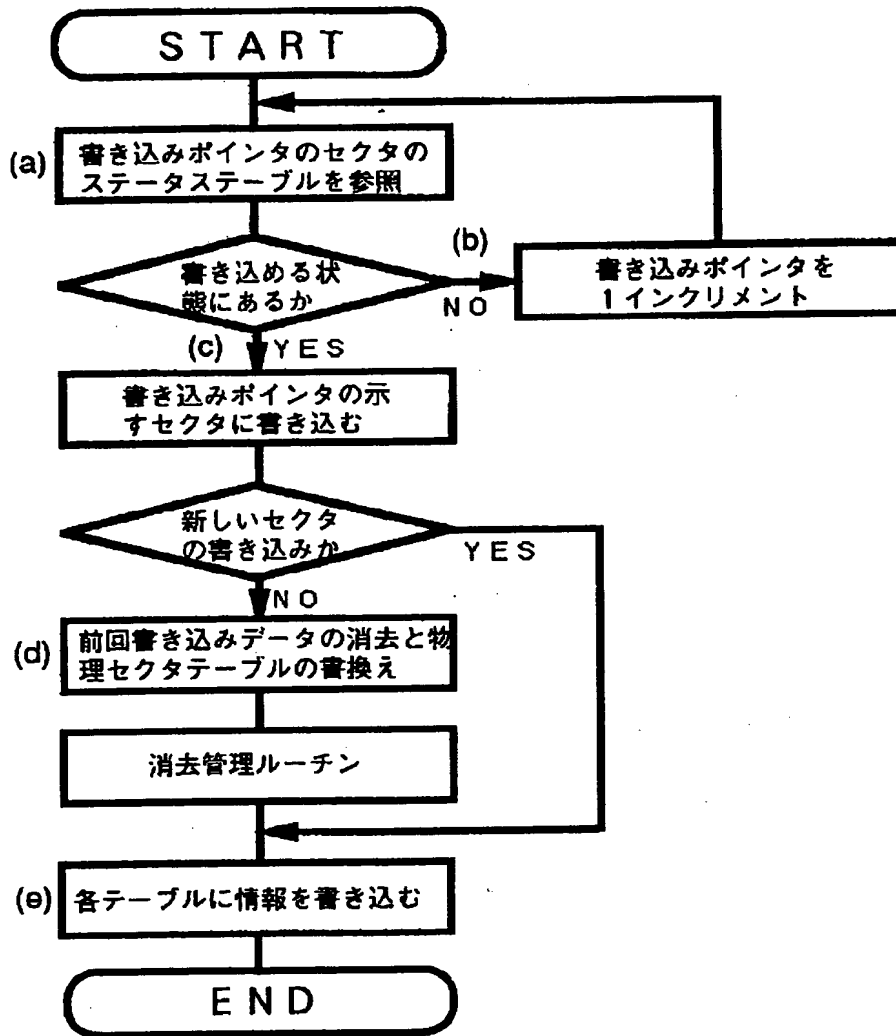 START
(a)
書き込みポインタのセクタの
ステータステーブルを参照
書き込める状
態にあるか
(b)
NO
書き込みポインタを
1インクリメント
(c)
YES
書き込みポインタの示
すセクタに書き込む
新しいセクタ
の書き込みか
YES
NO
(d)
前回書き込みデータの消去と物
理セクタテーブルの書換え
消去管理ルーチン
(e)
各テーブルに情報を書き込む
END